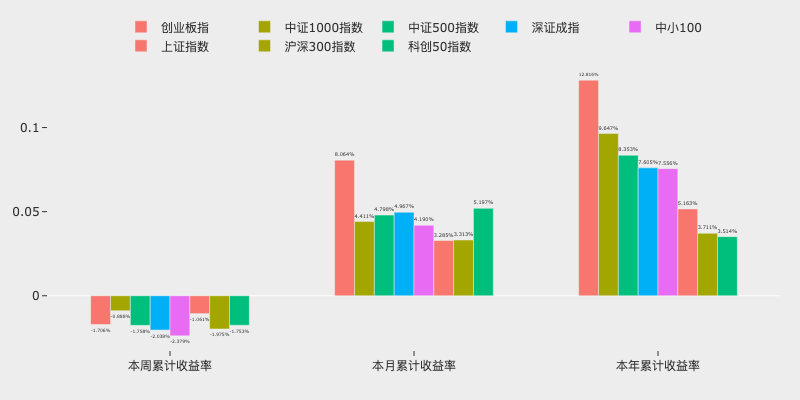 创业板指 中证1000指数 中证500指数 深证成指 中小100
上证指数 沪深300指数 科创50指数
12.816%
0.1
9.647%
8.353%
7.605% 7.556%
8.064%
5.163%
0.05
4.411% 4.798% 4.967% 4.190% 3.285% 3.313% 5.197%
3.711% 3.514%
0
-1.706% -0.888% -1.758% -2.038% -2.379% -1.061% -1.975% -1.753%
本周累计收益率 本月累计收益率 本年累计收益率